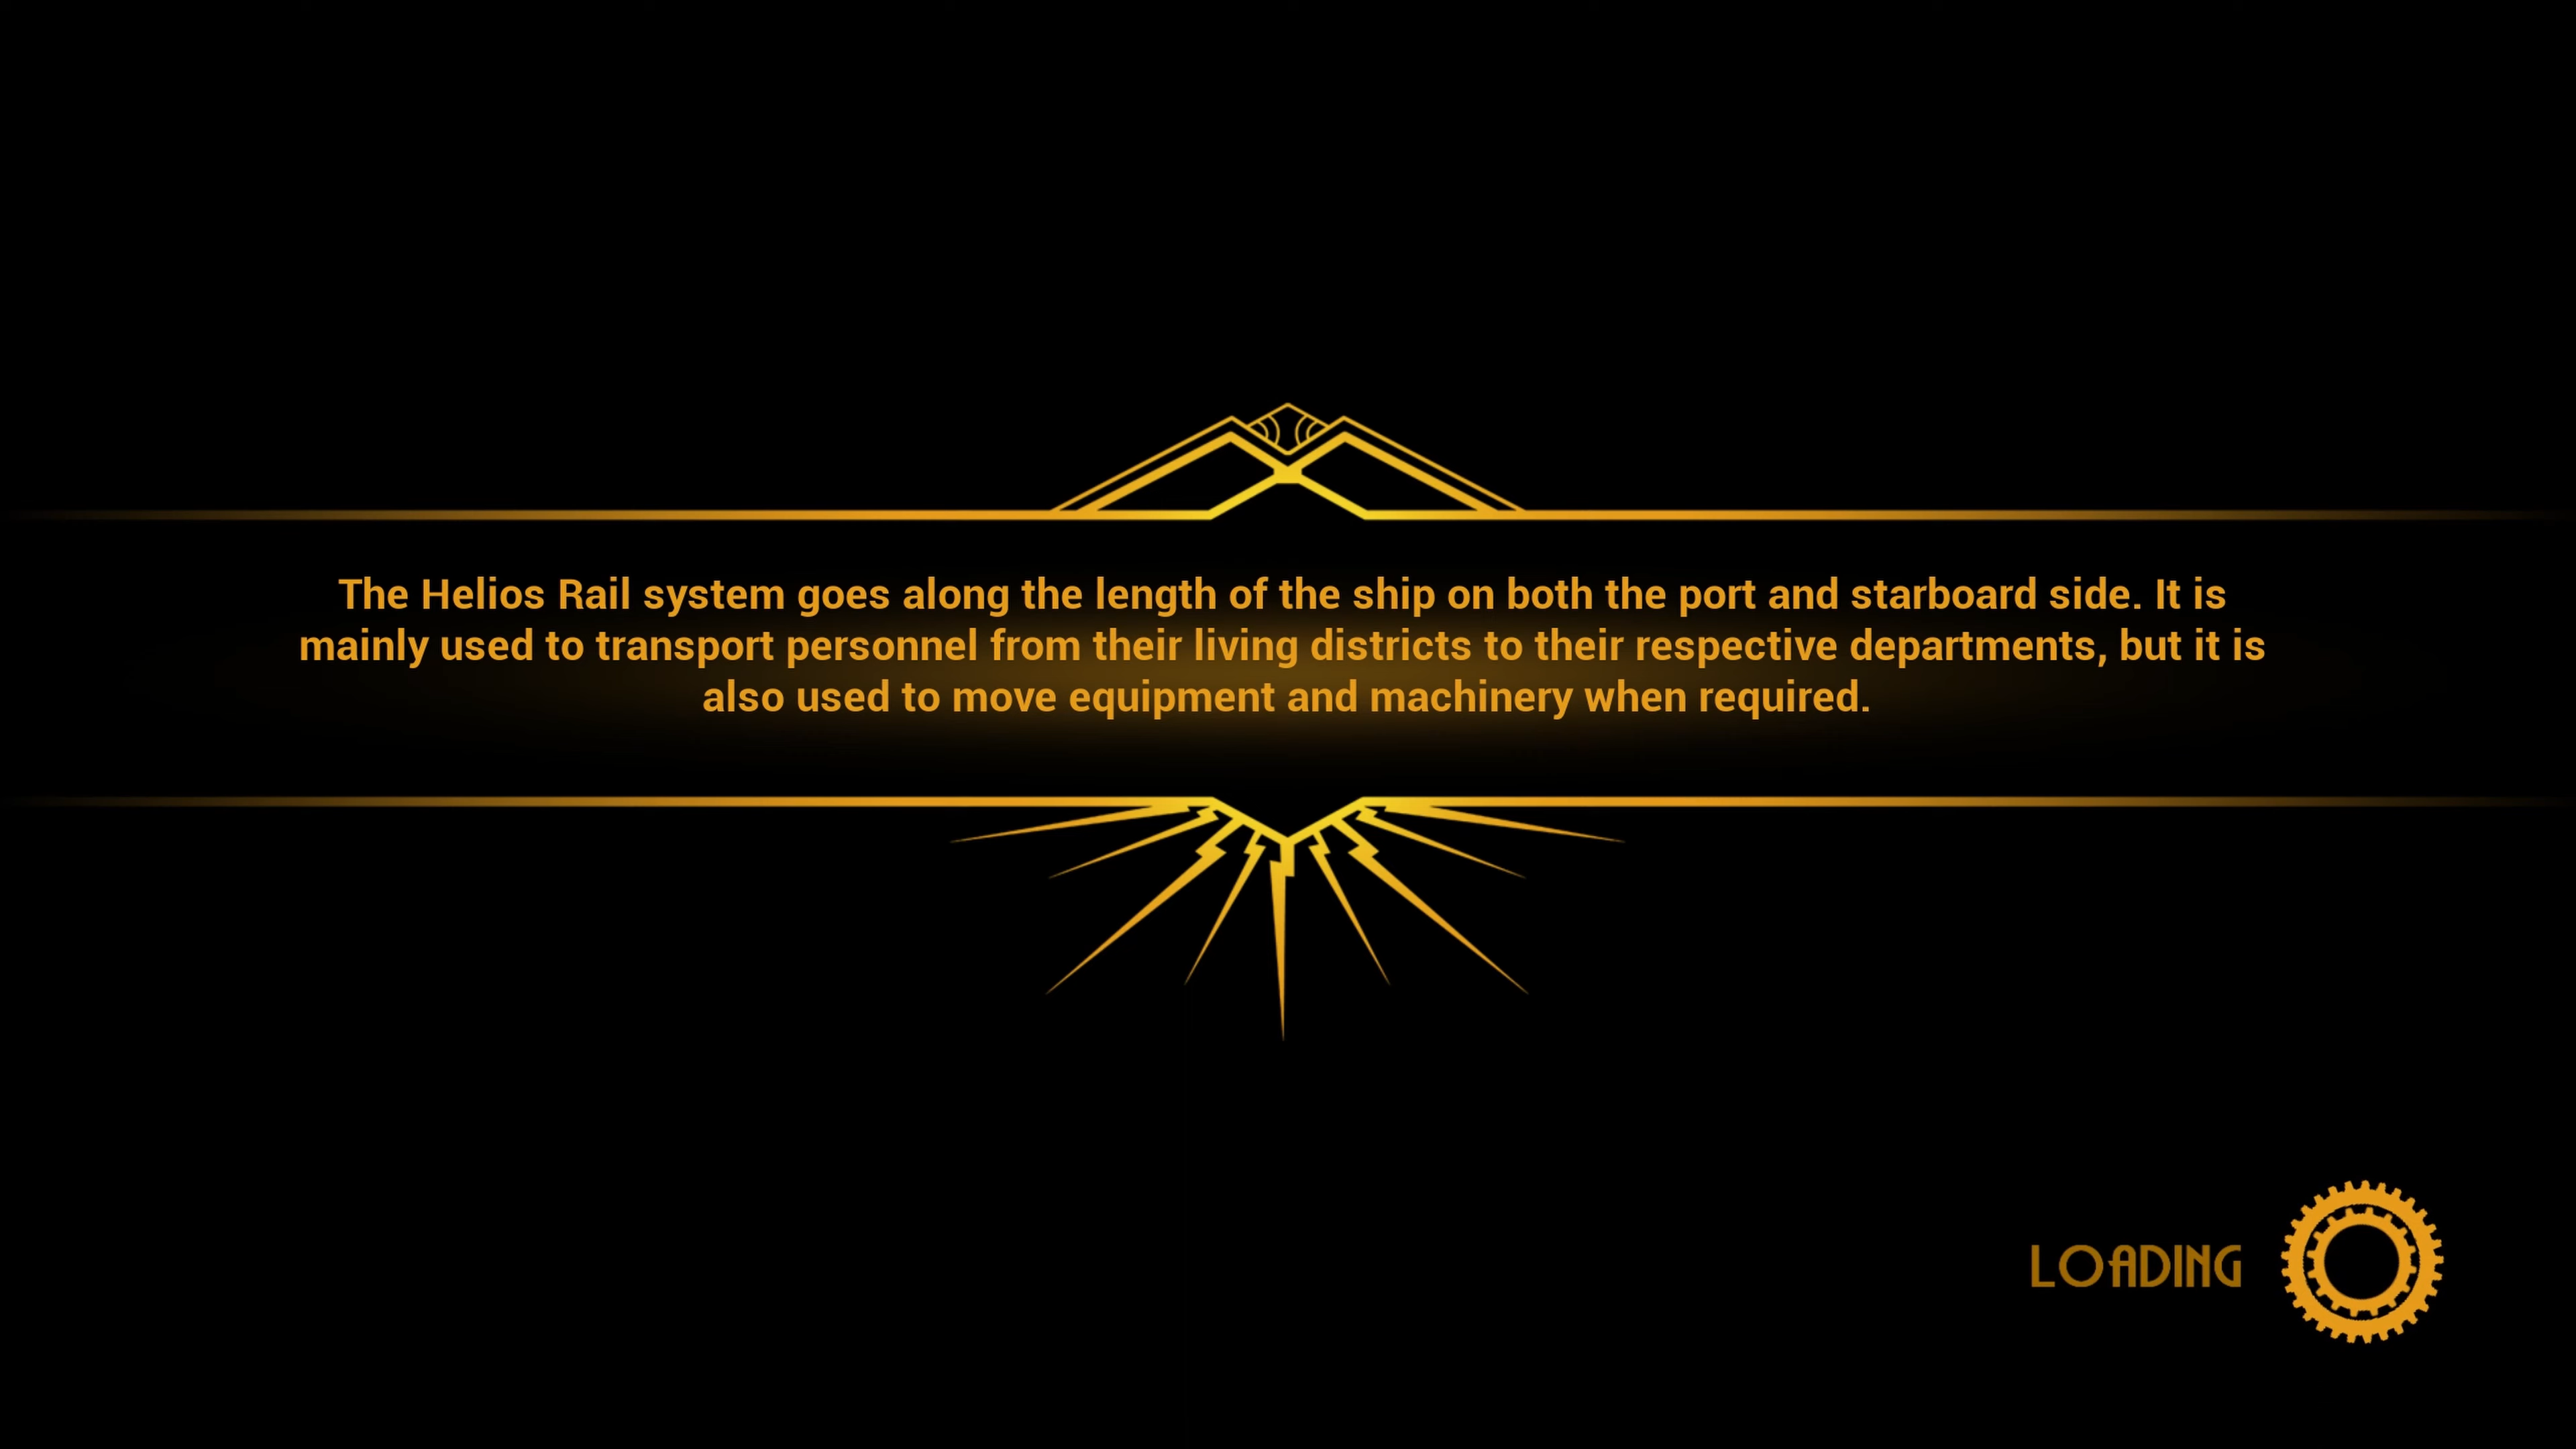 The Helios Rail system goes along the length of the ship on both the port and starboard side. It is
mainly used to transport personnel from their living districts to their respective departments, but it is
also used to move equipment and machinery when required.
LOADING